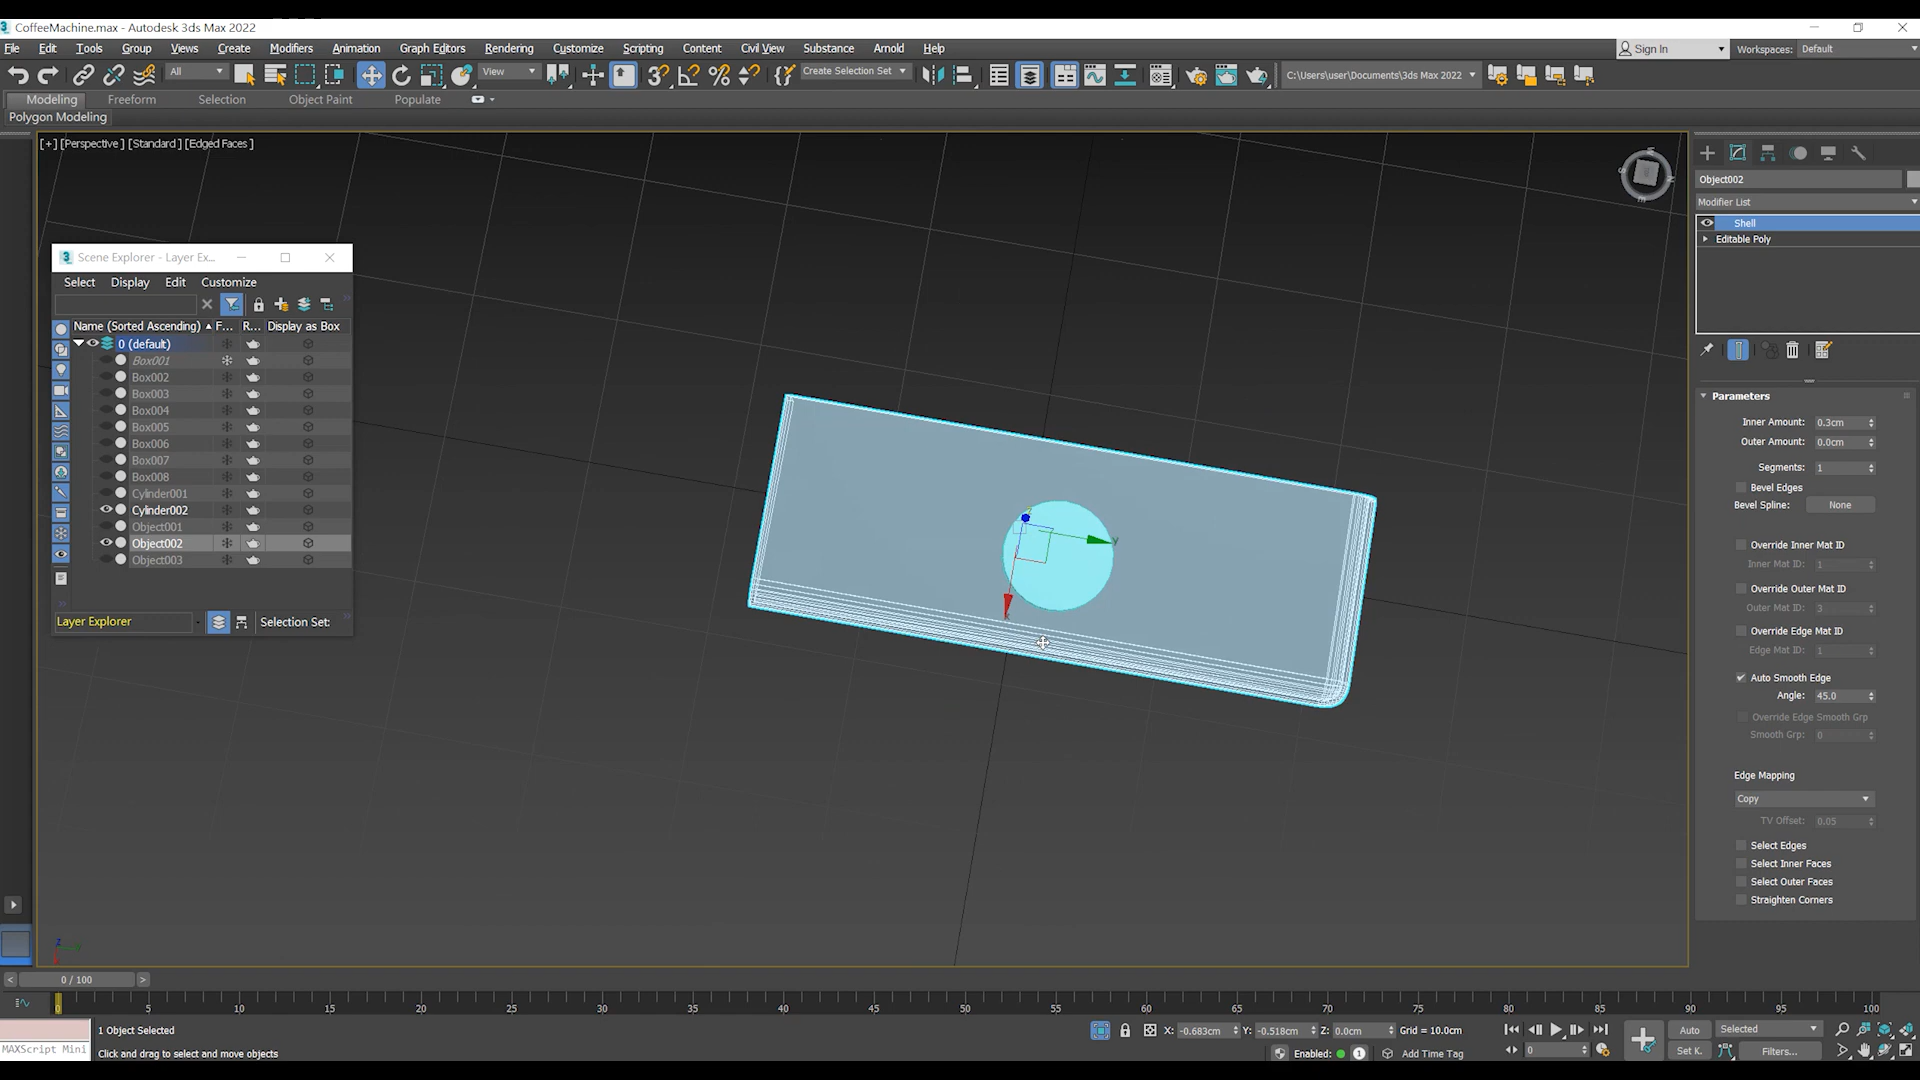 CoffeeMachine.max - Autodesk 3ds Max 2022
File Edit Tools Group Views Create Modifiers Animation Graph Editors Rendering Customize Scripting Content Civil View Substance Arnold Help
Sign In Workspaces: Default
All View Create Selection Set C:\Users\user\Documents\3ds Max 2022
Modeling Freeform Selection Object Paint Populate
Polygon Modeling
[+] [Perspective ] [Standard ] [Edged Faces ]
Object002
Modifier List
Shell
Editable Poly
Scene Explorer - Layer Ex...
Select Display Edit Customize
Name (Sorted Ascending) F... R... Display as Box
0 (default)
Box001
Box002
Box003
Box004
Box005
Box006
Box007
Box008
Cylinder001
Cylinder002
Object001
Object002
Object003
Layer Explorer Selection Set:
Parameters
Inner Amount: 0.3cm
Outer Amount: 0.0cm
Segments: 1
Bevel Edges
Bevel Spline: None
Override Inner Mat ID
Inner Mat ID: 1
Override Outer Mat ID
Outer Mat ID: 3
Override Edge Mat ID
Edge Mat ID: 1
Auto Smooth Edge
Angle: 45.0
Override Edge Smooth Grp
Smooth Grp: 0
Edge Mapping
Copy
TV Offset: 0.05
Select Edges
Select Inner Faces
Select Outer Faces
Straighten Corners
0 / 100
0 5 10 15 20 25 30 35 40 45 50 55 60 65 70 75 80 85 90 95 100
1 Object Selected
X: -0.683cm Y: -0.518cm Z: 0.0cm Grid = 10.0cm
Auto Selected
MAXScript Mini
Click and drag to select and move objects
Enabled: 1 Add Time Tag
0
Set K. Filters...